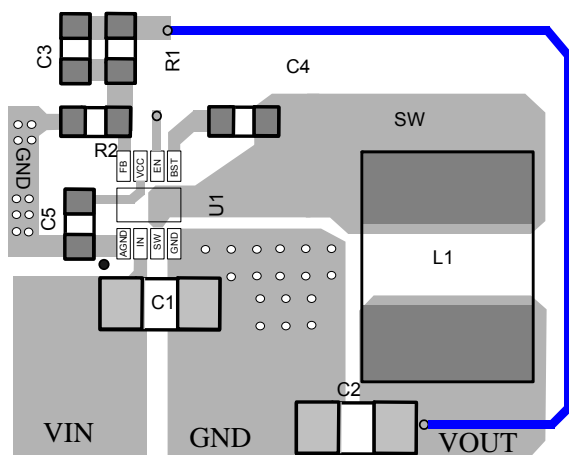 C3
R1
C4
SW
R2
GND
FB
VCC
EN
BST
U1
C5
AGND
IN
SW
GND
L1
C1
C2
VIN
GND
VOUT